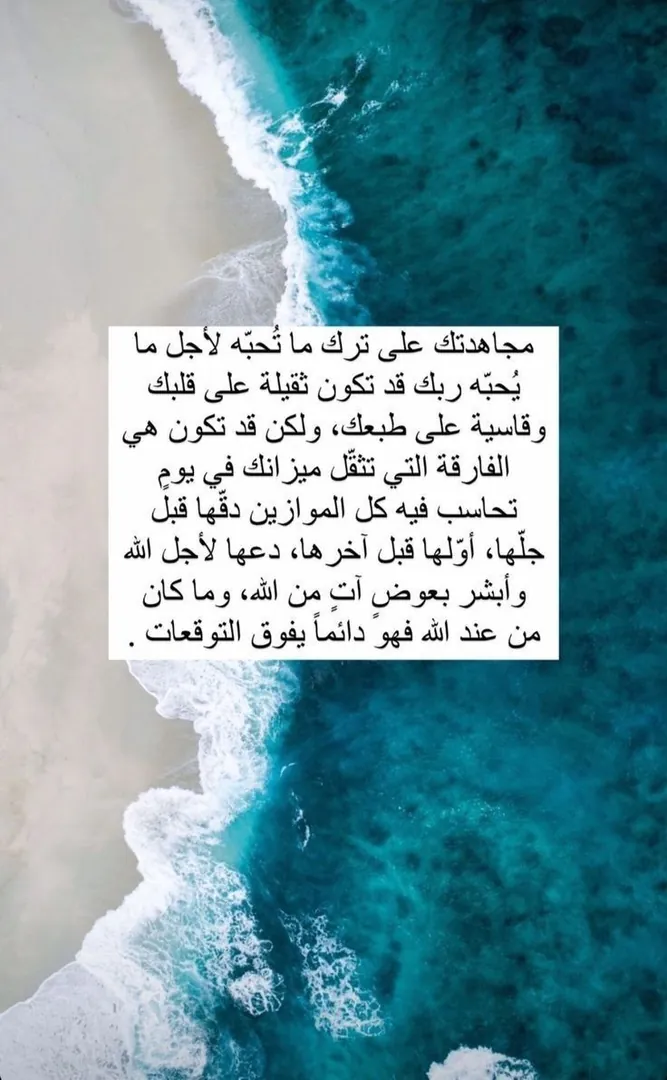 مجاهدتك على ترك ما تُحبّه لأجل ما
يُحبّه ربك قد تكون ثقيلة على قلبك
وقاسية على طبعك، ولكن قد تكون هي
الفارقة التي تثقّل ميزانك في يومٍ
تحاسب فيه كل الموازين دقّها قبل
جلّها، أوّلها قبل آخرها، دعها لأجل الله
وأبشر بعوضٍ آتٍ من الله، وما كان
من عند الله فهو دائماً يفوق التوقعات .